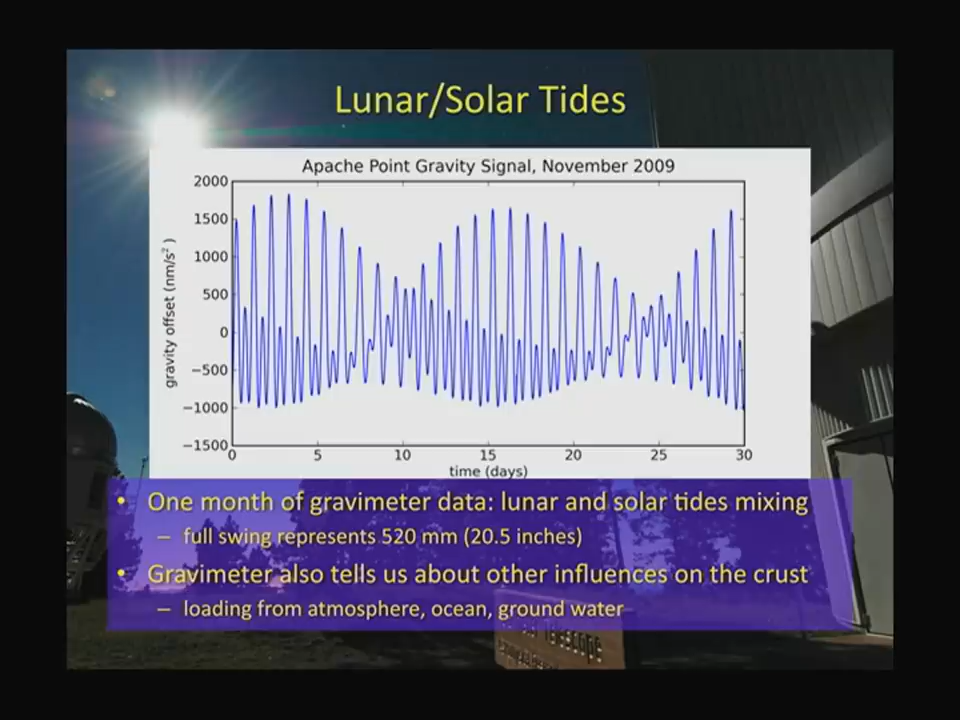 Lunar/Solar Tides
Apache Point Gravity Signal, November 2009
gravity offset (nm/s²)
2000
1500
1000
500
0
−500
−1000
−1500
0 5 10 15 20 25 30
time (days)
• One month of gravimeter data: lunar and solar tides mixing
– full swing represents 520 mm (20.5 inches)
• Gravimeter also tells us about other influences on the crust
– loading from atmosphere, ocean, ground water
Telescope